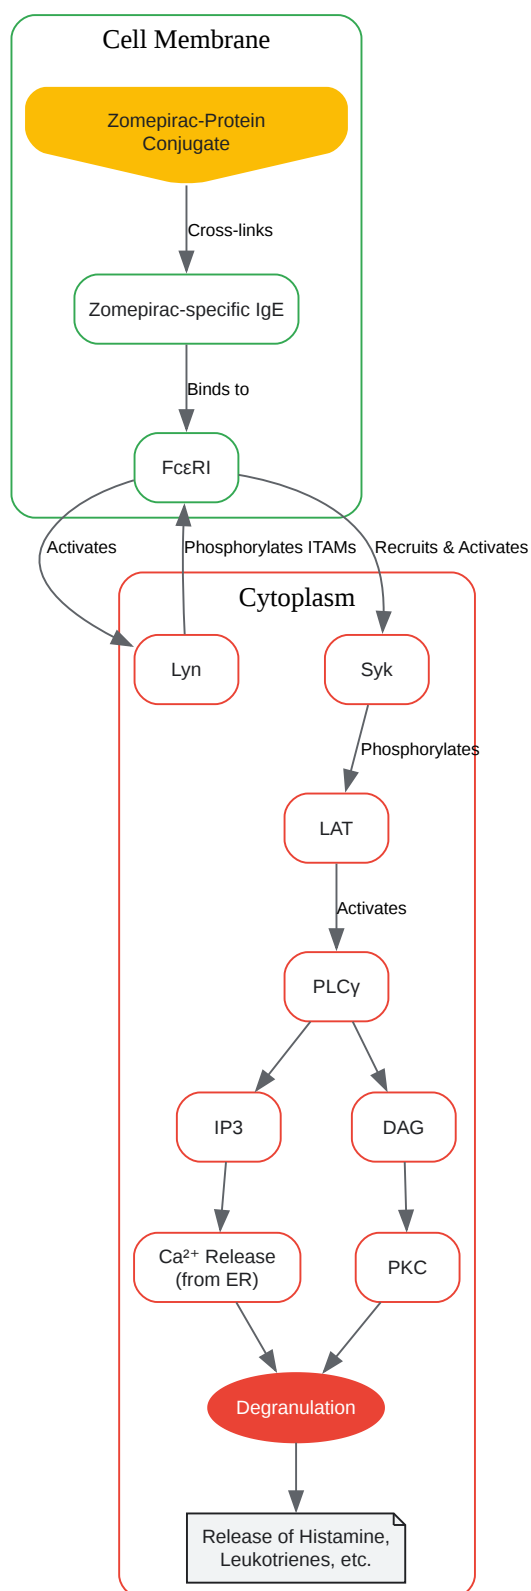 Cell Membrane
Zomepirac-Protein
Conjugate
Cross-links
Zomepirac-specific IgE
Binds to
FcεRI
Activates
Phosphorylates ITAMs
Recruits & Activates
Cytoplasm
Lyn
Syk
Phosphorylates
LAT
Activates
PLCγ
IP3
DAG
Ca²⁺ Release
(from ER)
PKC
Degranulation
Release of Histamine,
Leukotrienes, etc.